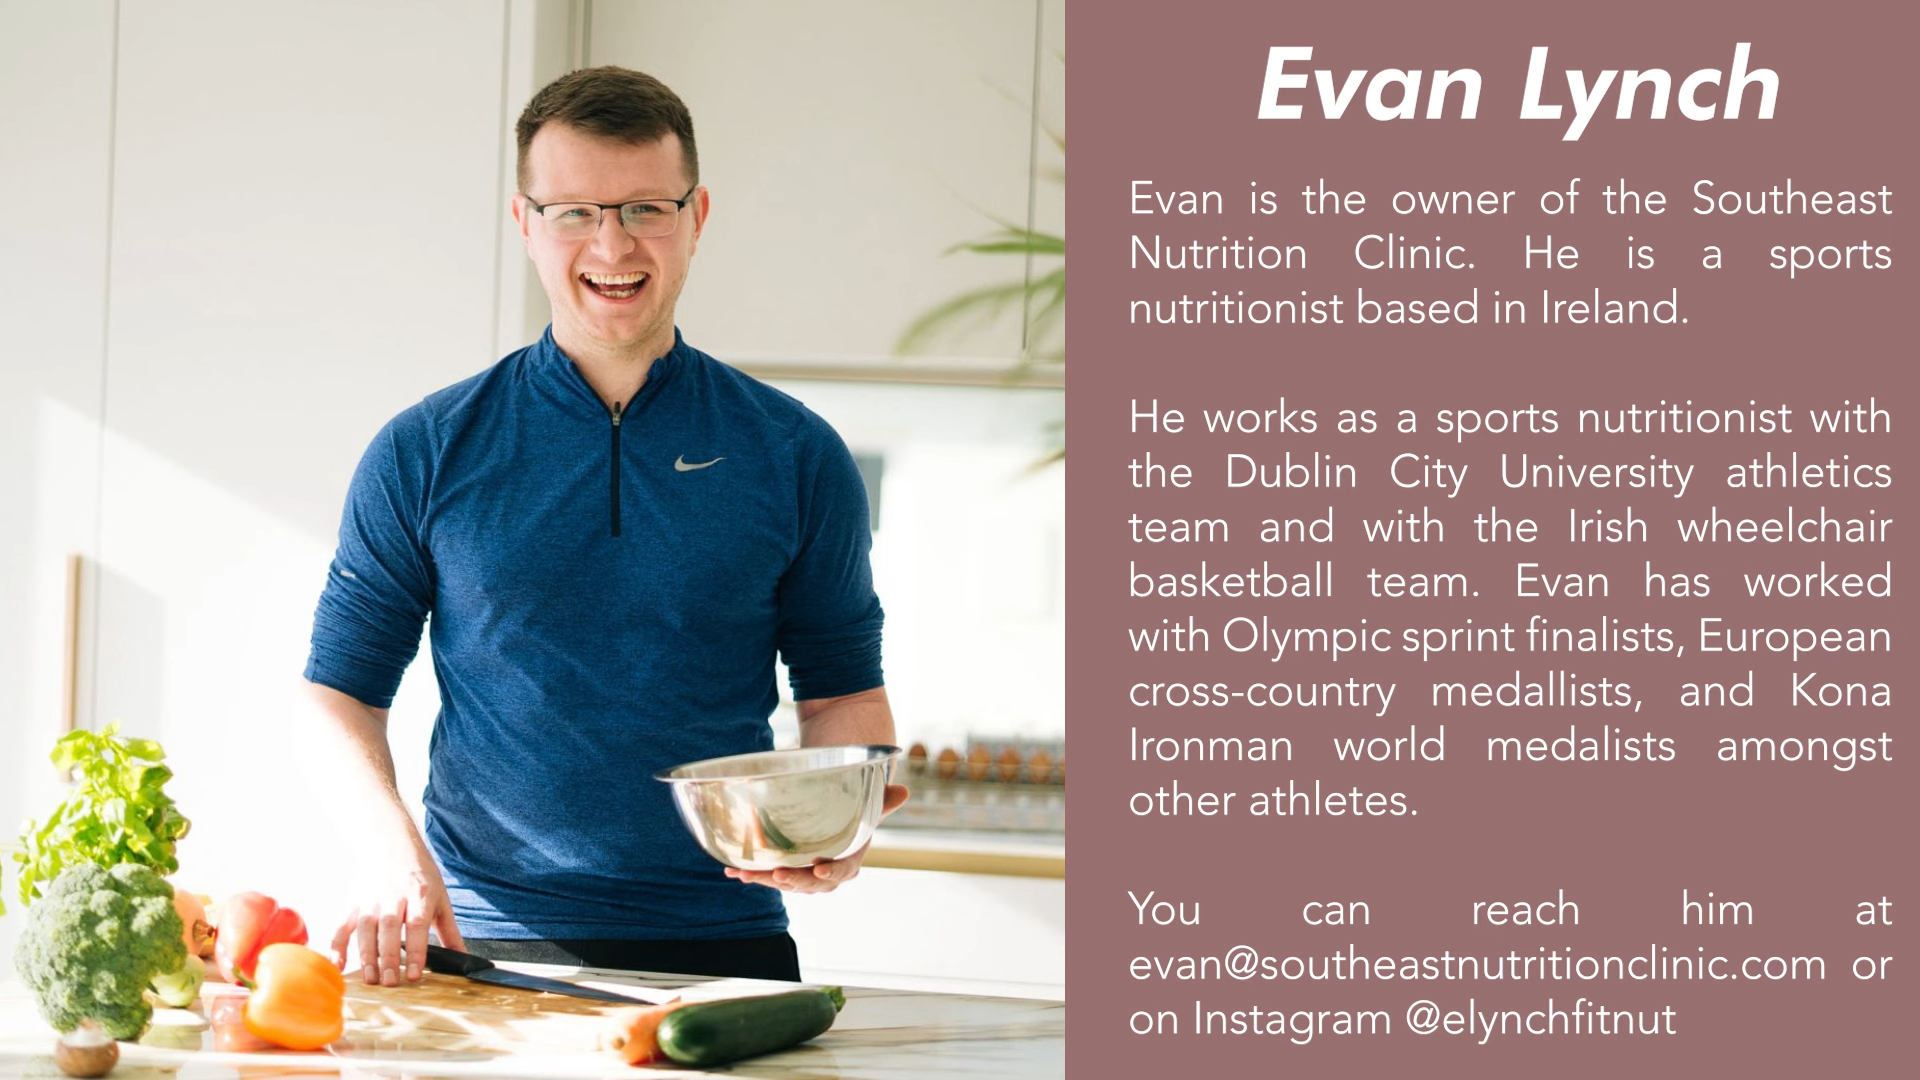 Evan Lynch
Evan is the owner of the Southeast
Nutrition Clinic. He is a sports
nutritionist based in Ireland.
He works as a sports nutritionist with
the Dublin City University athletics
team and with the Irish wheelchair
basketball team. Evan has worked
with Olympic sprint finalists, European
cross-country medallists, and Kona
Ironman world medalists amongst
other athletes.
You can reach him at
evan@southeastnutritionclinic.com or
on Instagram @elynchfitnut